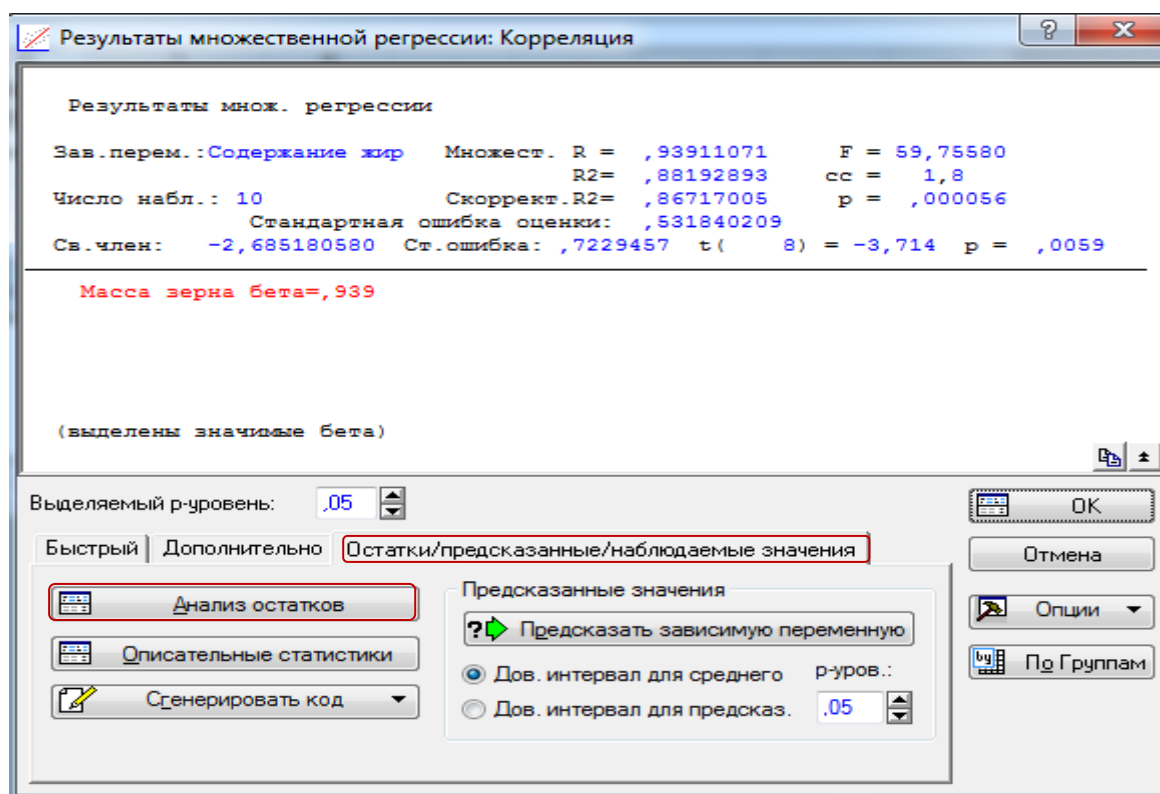 Результаты множественной регрессии: Корреляция
Результаты множ. регрессии
Зав.перем.:Содержание жир Множест. R = ,93911071 F = 59,75580
R2= ,88192893 cc = 1,8
Число набл.: 10 Скоррект.R2= ,86717005 p = ,000056
Стандартная ошибка оценки: ,531840209
Св.член: -2,685180580 Ст.ошибка: ,7229457 t( 8) = -3,714 p = ,0059
Масса зерна бета=,939
(выделены значимые бета)
Выделяемый p-уровень: ,05
OK
Быстрый Дополнительно Остатки/предсказанные/наблюдаемые значения
Отмена
Анализ остатков
Предсказанные значения
? Предсказать зависимую переменную
Опции
Описательные статистики
Дов. интервал для среднего p-уров.:
by По Группам
Сгенерировать код
Дов. интервал для предсказ. ,05